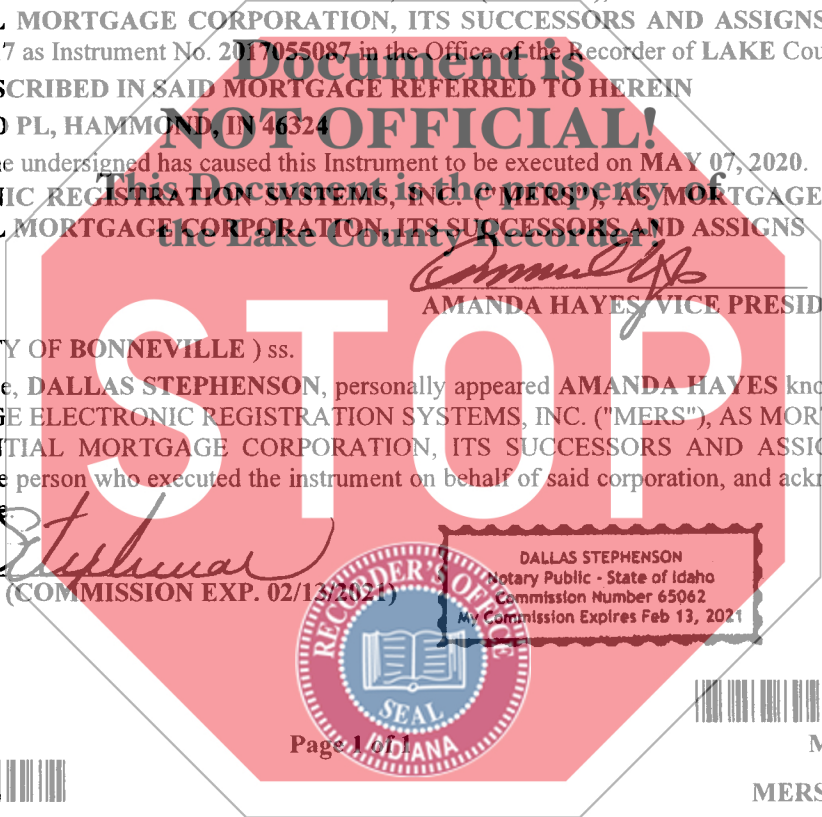 MORTGAGE CORPORATION, ITS SUCCESSORS AND ASSIGNS
7 as Instrument No. 2017055087 in the Office of the Recorder of LAKE Cou
Document is
SCRIBED IN SAID MORTGAGE REFERRED TO HEREIN
NOT OFFICIAL!
PL, HAMMOND, IN 46324
e undersigned has caused this Instrument to be executed on MAY 07, 2020.
This Document is the property of
IC REGISTRATION SYSTEMS, INC. ("MERS"), AS MORTGAGE
the Lake County Recorder!
MORTGAGE CORPORATION, ITS SUCCESSORS AND ASSIGNS
AMANDA HAYES, VICE PRESID
STOP
Y OF BONNEVILLE ) ss.
e, DALLAS STEPHENSON, personally appeared AMANDA HAYES kno
GE ELECTRONIC REGISTRATION SYSTEMS, INC. ("MERS"), AS MOR
TIAL MORTGAGE CORPORATION, ITS SUCCESSORS AND ASSIG
e person who executed the instrument on behalf of said corporation, and ackn
(COMMISSION EXP. 02/13/2021)
DALLAS STEPHENSON
Notary Public - State of Idaho
Commission Number 65062
My Commission Expires Feb 13, 2021
RECORDER'S OFFICE
SEAL
INDIANA
Page 1 of 1
M
MERS